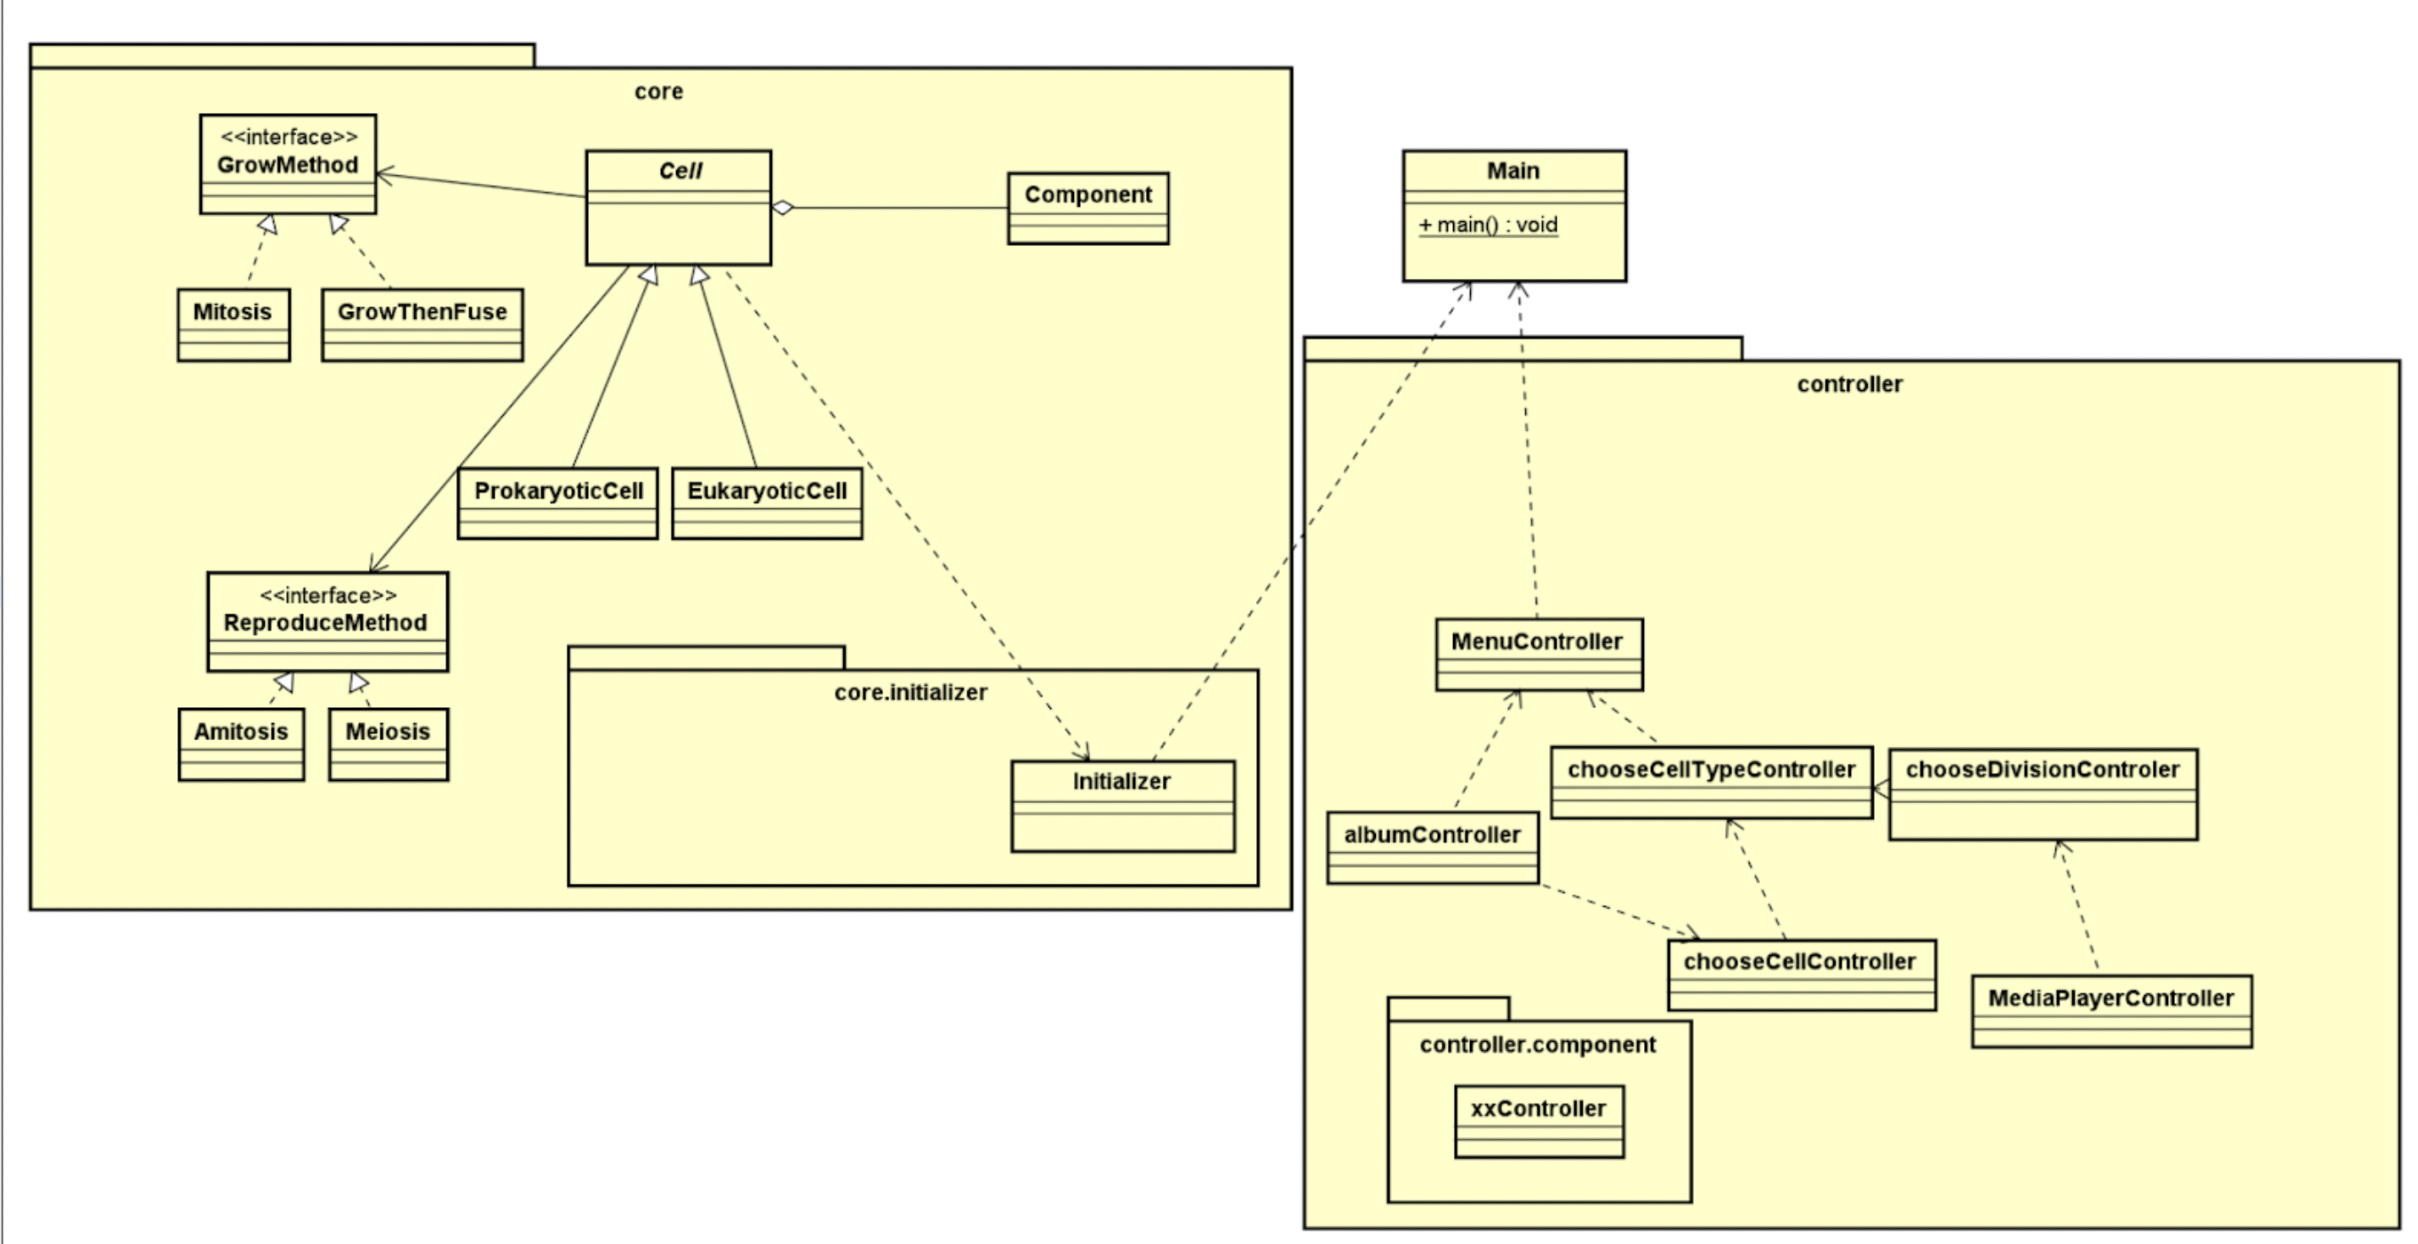 core
<<interface>>
GrowMethod
Cell
Component
Mitosis
GrowThenFuse
ProkaryoticCell
EukaryoticCell
<<interface>>
ReproduceMethod
Amitosis
Meiosis
core.initializer
Initializer
Main
+ main() : void
controller
MenuController
chooseCellTypeController
chooseDivisionControler
albumController
chooseCellController
MediaPlayerController
controller.component
xxController